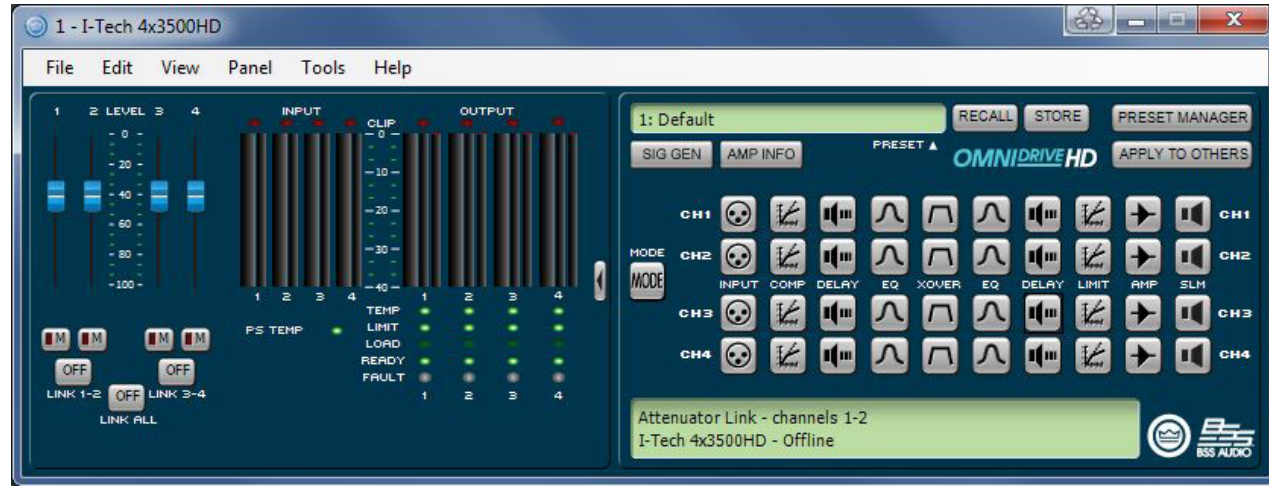 1 - I-Tech 4x3500HD
File Edit View Panel Tools Help
1 2 LEVEL 3 4
- 0 -
- 20 -
- 40 -
- 60 -
- 80 -
-100-
M M M M
OFF OFF
LINK 1-2 OFF LINK 3-4
LINK ALL
INPUT CLIP OUTPUT
- 0 -
-10-
-20-
-30-
-40-
1 2 3 4 1 2 3 4
PS TEMP
TEMP
LIMIT
LOAD
READY
FAULT
1 2 3 4
1: Default RECALL STORE PRESET MANAGER
SIG GEN AMP INFO PRESET ▲ OMNIDRIVEHD APPLY TO OTHERS
CH1 CH1
MODE CH2 CH2
MODE INPUT COMP DELAY EQ XOVER EQ DELAY LIMIT AMP SLM
CH3 CH3
CH4 CH4
Attenuator Link - channels 1-2
I-Tech 4x3500HD - Offline
BSS
BSS AUDIO